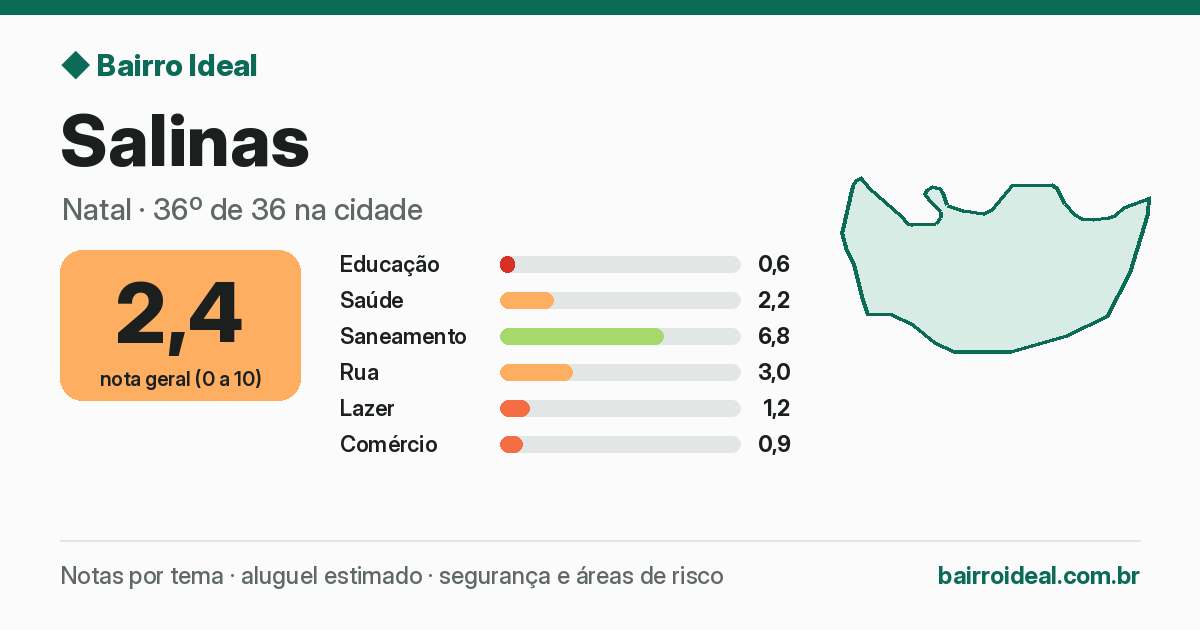 Bairro Ideal
Salinas
Natal · 36º de 36 na cidade
2,4
nota geral (0 a 10)
Educação 0,6
Saúde 2,2
Saneamento 6,8
Rua 3,0
Lazer 1,2
Comércio 0,9
Notas por tema · aluguel estimado · segurança e áreas de risco
bairroideal.com.br